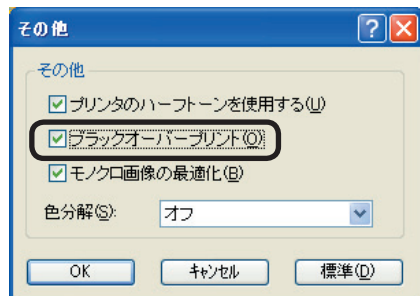 その他
その他
プリンタのハーフトーンを使用する(U)
ブラックオーバープリント(O)
モノクロ画像の最適化(B)
色分解(S): オフ
OK キャンセル 標準(D)